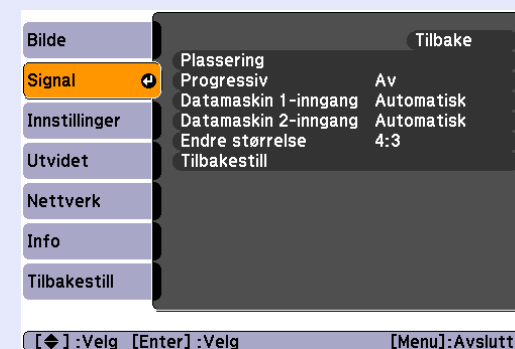 Bilde
Signal
Innstillinger
Utvidet
Nettverk
Info
Tilbakestill
Tilbake
Plassering
Progressiv Av
Datamaskin 1-inngang Automatisk
Datamaskin 2-inngang Automatisk
Endre størrelse 4:3
Tilbakestill
[◆] :Velg [Enter] :Velg [Menu]:Avslutt